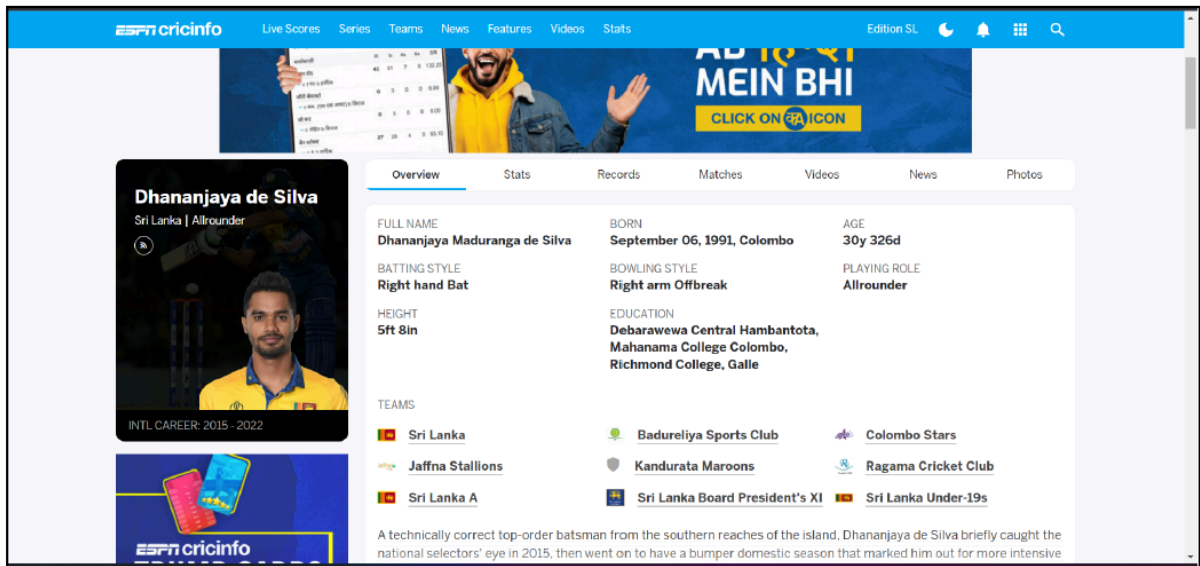 ESPN cricinfo Live Scores Series Teams News Features Videos Stats Edition SL
MEIN BHI
CLICK ON क ICON
Dhananjaya de Silva
Sri Lanka | Allrounder
INTL CAREER: 2015 - 2022
ESPN cricinfo
Overview Stats Records Matches Videos News Photos
FULL NAME BORN AGE
Dhananjaya Maduranga de Silva September 06, 1991, Colombo 30y 326d
BATTING STYLE BOWLING STYLE PLAYING ROLE
Right hand Bat Right arm Offbreak Allrounder
HEIGHT EDUCATION
5ft 8in Debarawewa Central Hambantota,
Mahanama College Colombo,
Richmond College, Galle
TEAMS
Sri Lanka Badureliya Sports Club Colombo Stars
Jaffna Stallions Kandurata Maroons Ragama Cricket Club
Sri Lanka A Sri Lanka Board President's XI Sri Lanka Under-19s
A technically correct top-order batsman from the southern reaches of the island, Dhananjaya de Silva briefly caught the
national selectors' eye in 2015, then went on to have a bumper domestic season that marked him out for more intensive